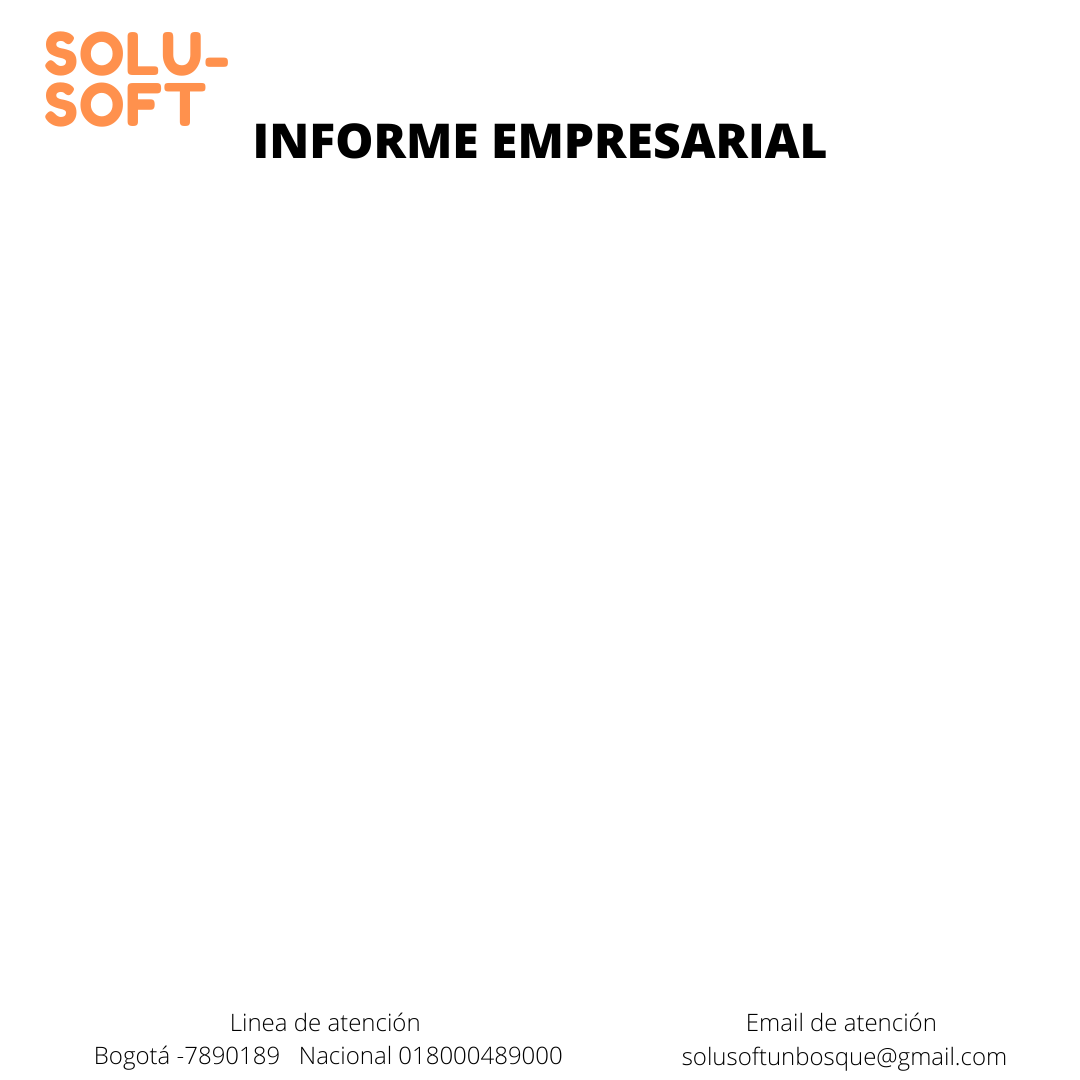 SOLU-
SOFT
INFORME EMPRESARIAL
Linea de atención
Bogotá -7890189 Nacional 018000489000
Email de atención
solusoftunbosque@gmail.com